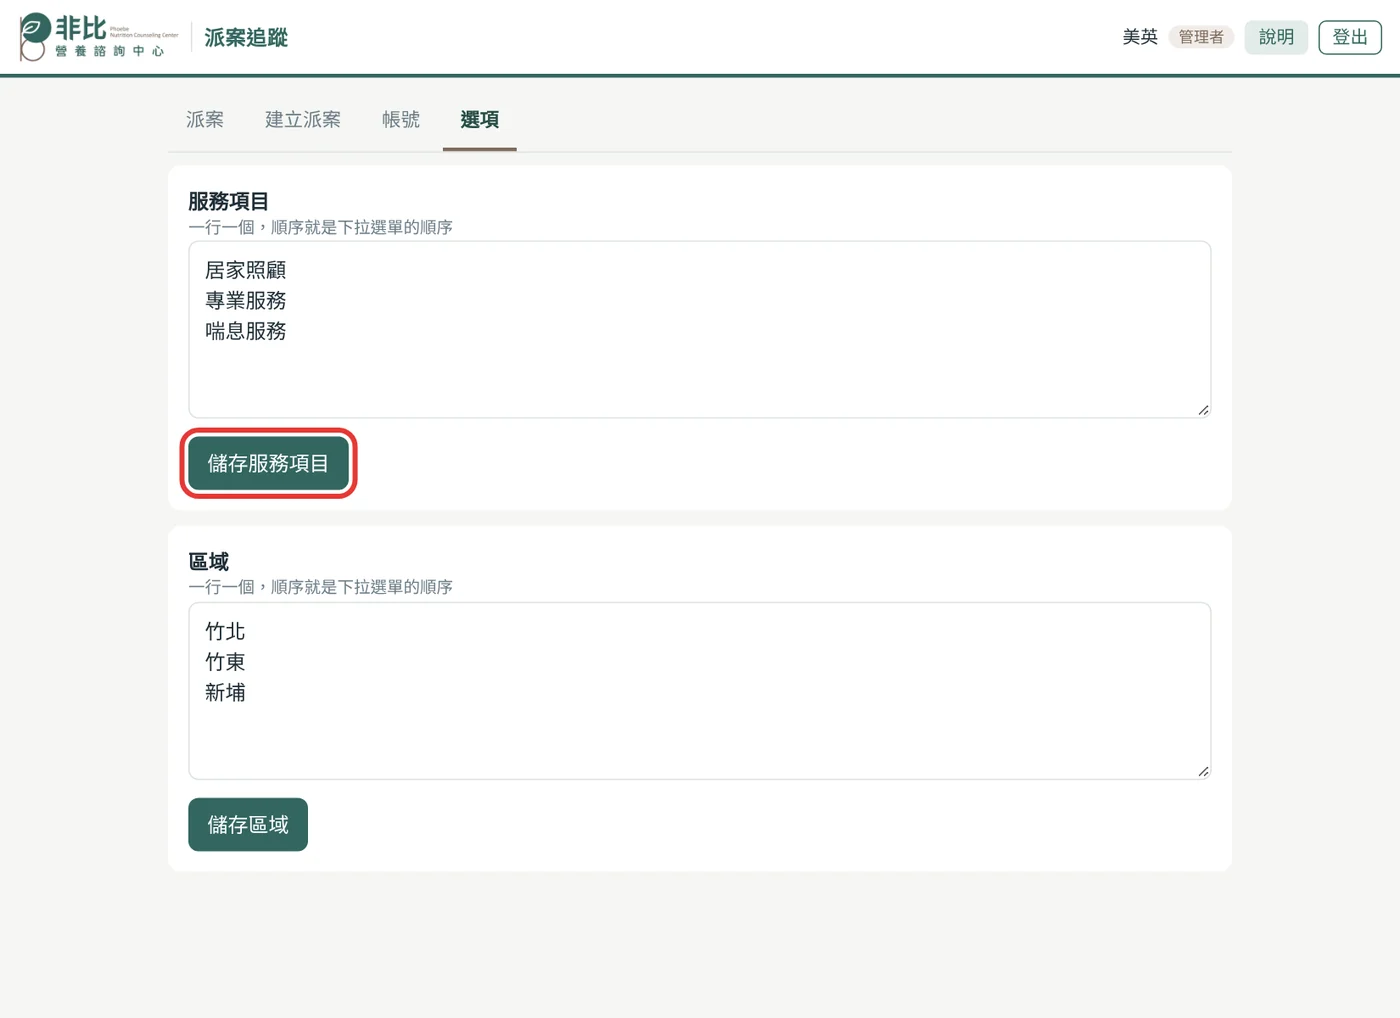 非比
Phoebe
Nutrition Counseling Center
營養諮詢中心
派案追蹤
美英
管理者
說明
登出
派案
建立派案
帳號
選項
服務項目
一行一個，順序就是下拉選單的順序
居家照顧
專業服務
喘息服務
儲存服務項目
區域
一行一個，順序就是下拉選單的順序
竹北
竹東
新埔
儲存區域